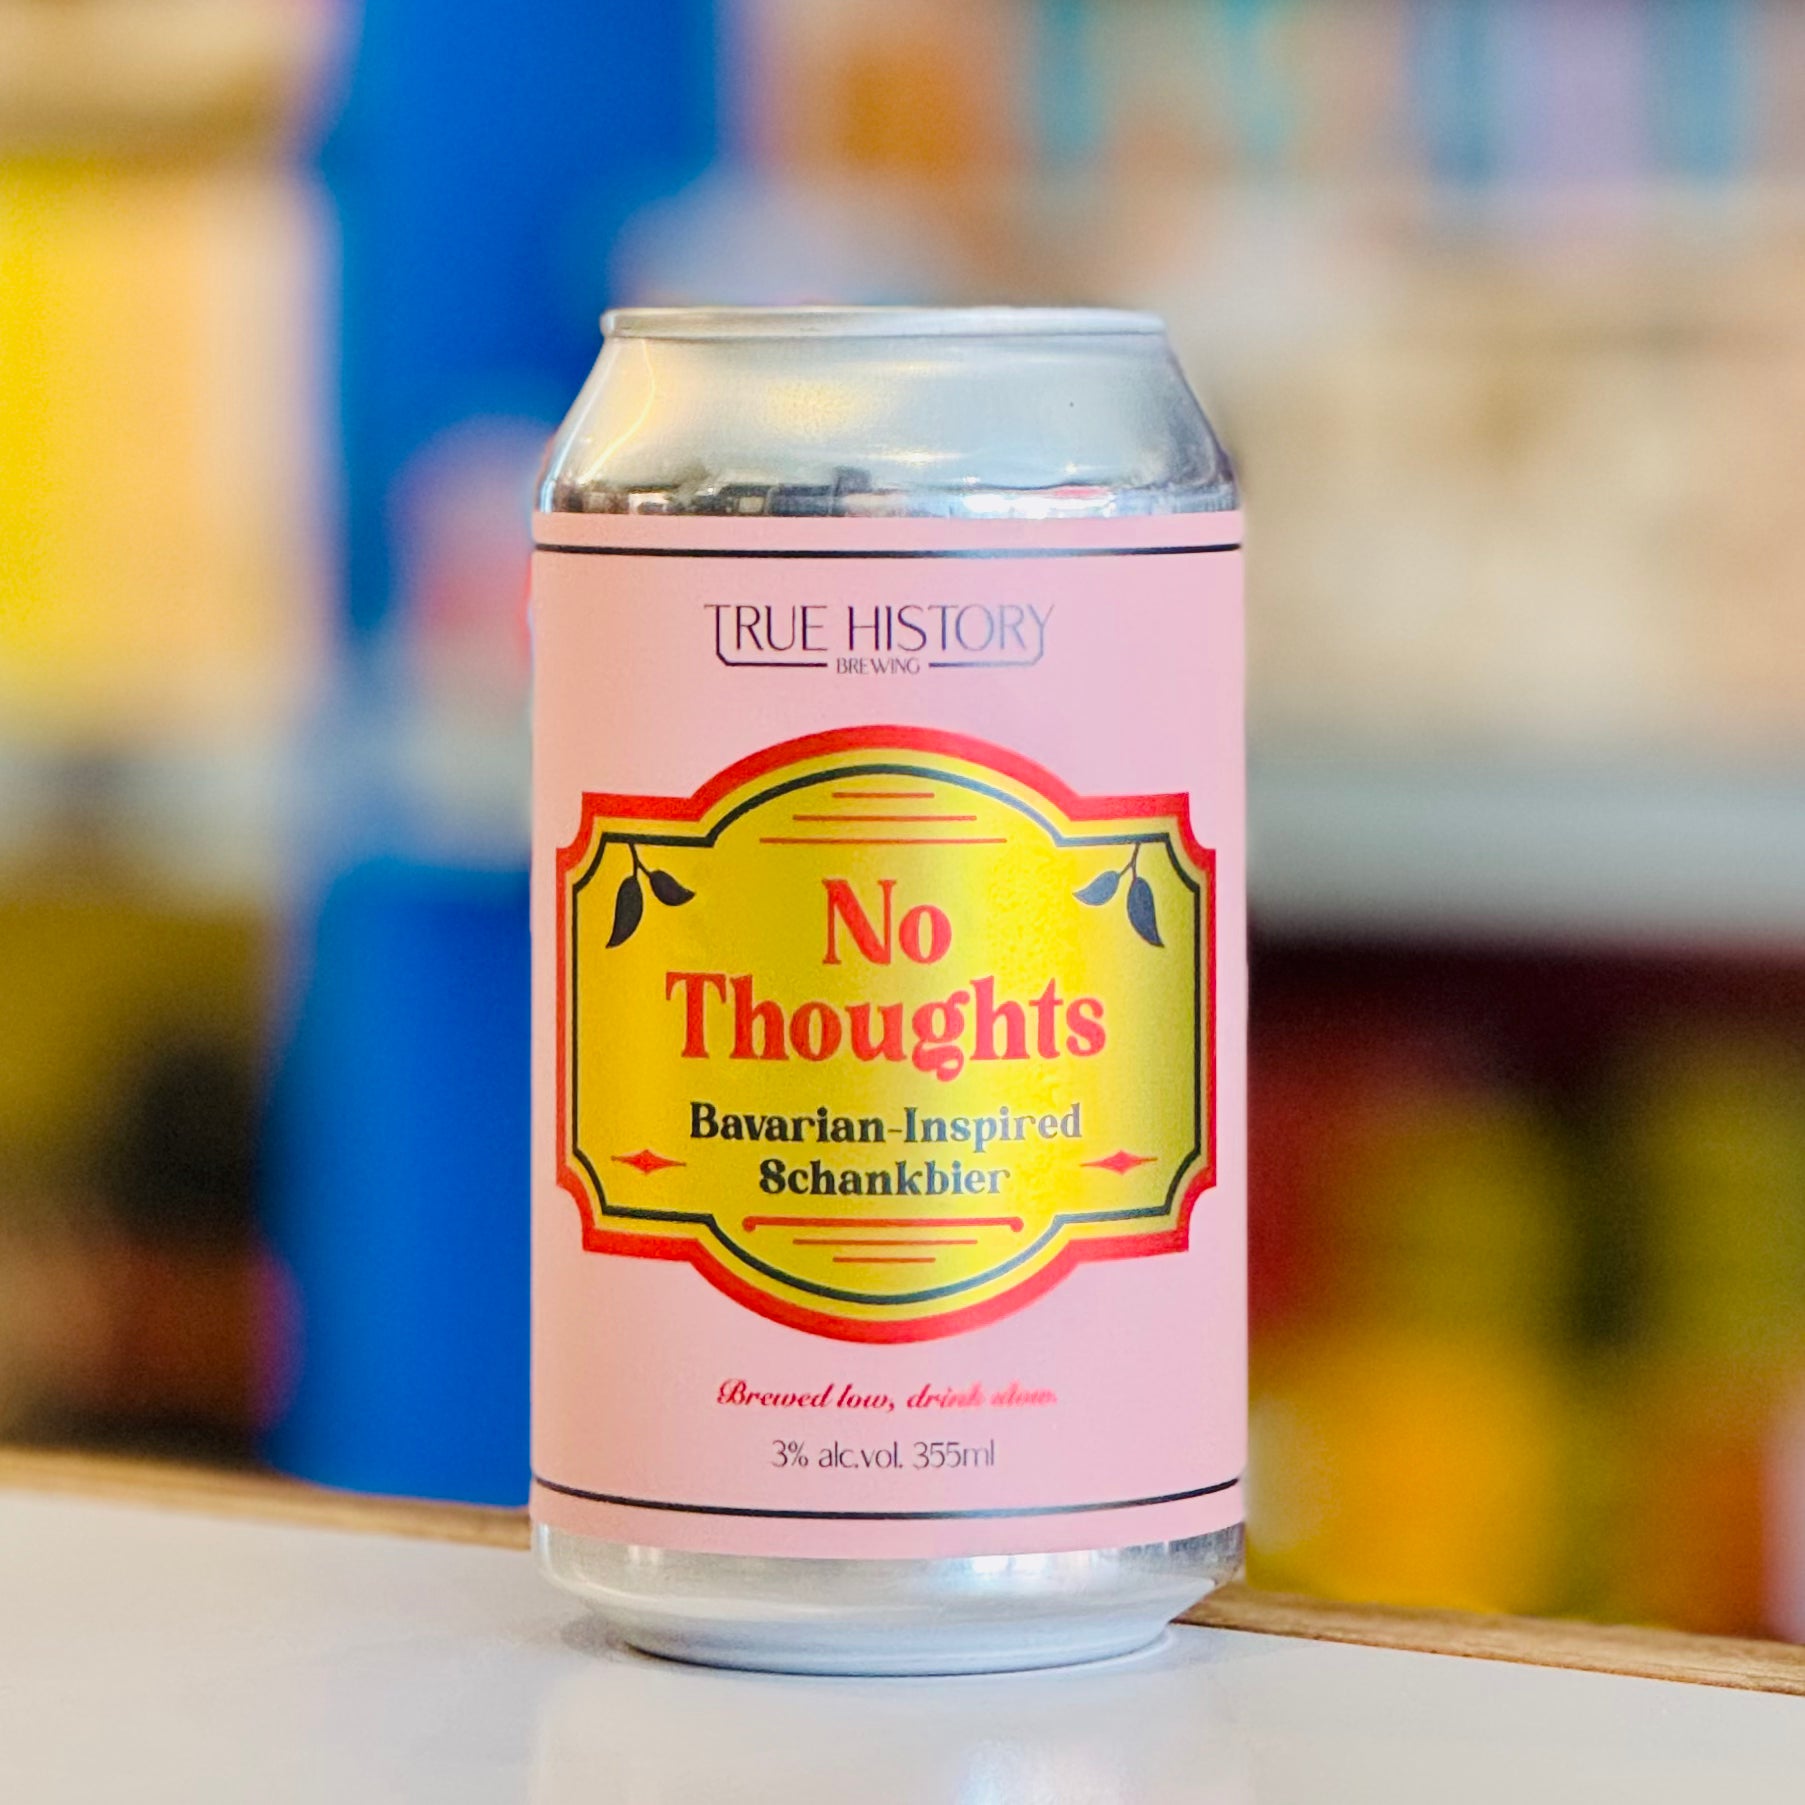 TRUE HISTORY
BREWING
No
Thoughts
Bavarian-Inspired
Schankbier
Brewed low, drink slow.
3% alc.vol. 355ml